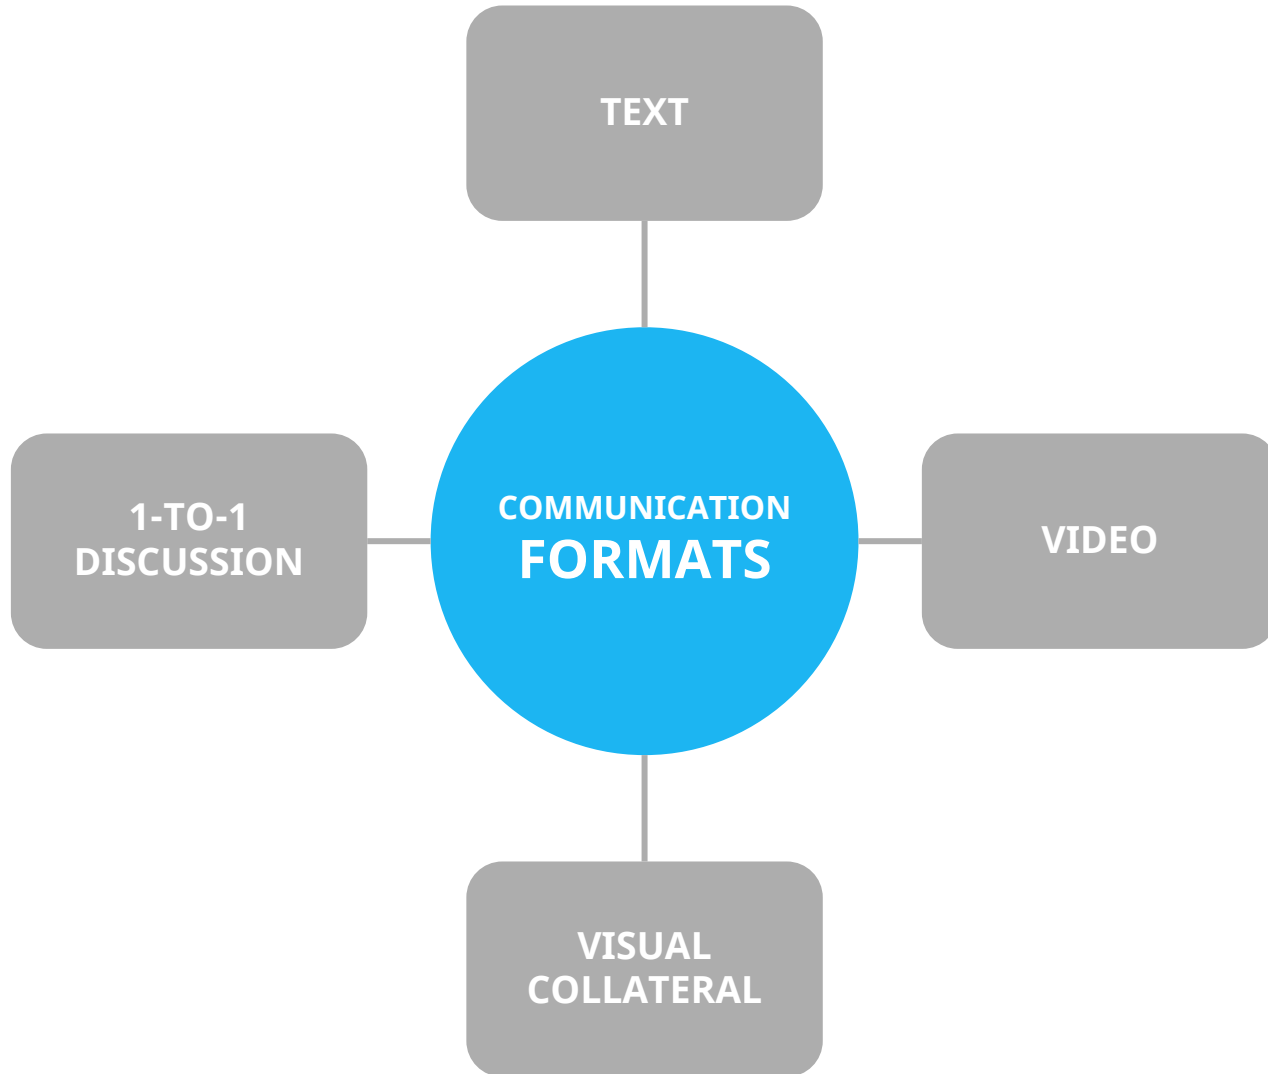 TEXT
1-TO-1
DISCUSSION
COMMUNICATION
FORMATS
VIDEO
VISUAL
COLLATERAL